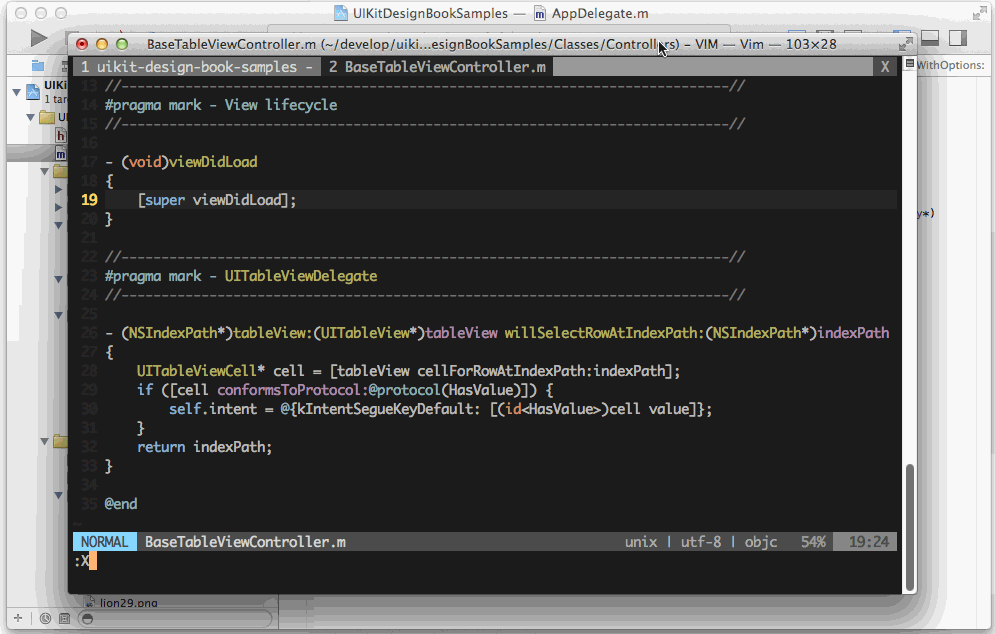 UIKitDesignBookSamples — AppDelegate.m
BaseTableViewController.m (~/develop/uiki...esignBookSamples/Classes/Controllers) – VIM — Vim — 103×28
1 uikit-design-book-samples - 2 BaseTableViewController.m X
WithOptions:
UIKi
1 tar
UI
h
m
y*)
13 //----------------------------------------------------------------------------//
14 #pragma mark - View lifecycle
15 //----------------------------------------------------------------------------//
16
17 - (void)viewDidLoad
18 {
19 [super viewDidLoad];
20 }
21
22 //----------------------------------------------------------------------------//
23 #pragma mark - UITableViewDelegate
24 //----------------------------------------------------------------------------//
25
26 - (NSIndexPath*)tableView:(UITableView*)tableView willSelectRowAtIndexPath:(NSIndexPath*)indexPath
27 {
28 UITableViewCell* cell = [tableView cellForRowAtIndexPath:indexPath];
29 if ([cell conformsToProtocol:@protocol(HasValue)]) {
30 self.intent = @{kIntentSegueKeyDefault: [(id<HasValue>)cell value]};
31 }
32 return indexPath;
33 }
34
35 @end
~
NORMAL BaseTableViewController.m unix | utf-8 | objc 54% 19:24
:X
lion29.png